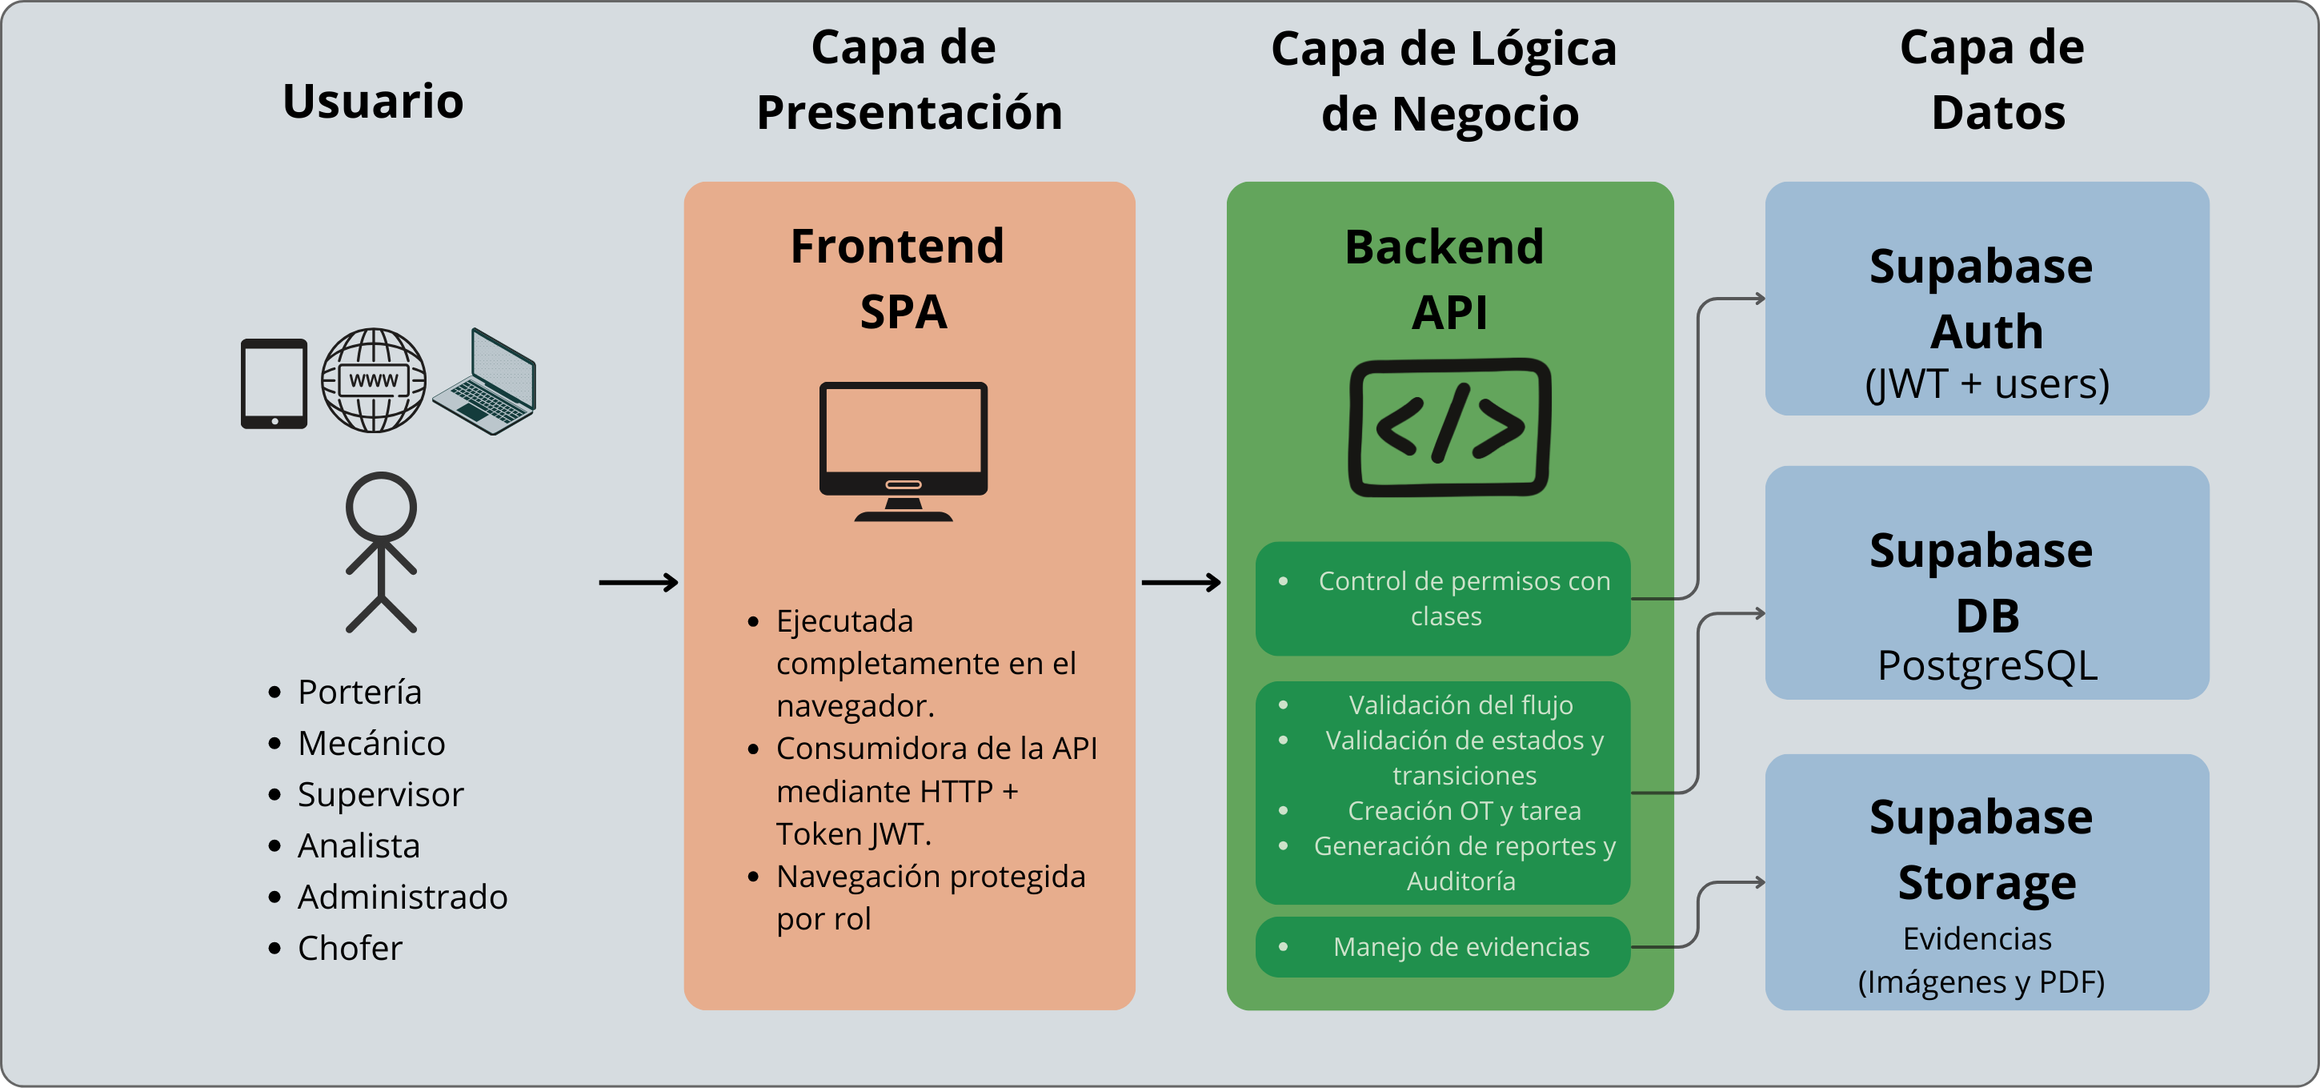 Usuario
WWW
• Portería
• Mecánico
• Supervisor
• Analista
• Administrado
• Chofer
Capa de
Presentación
Frontend
SPA
• Ejecutada
completamente en el
navegador.
• Consumidora de la API
mediante HTTP +
Token JWT.
• Navegación protegida
por rol
Capa de Lógica
de Negocio
Backend
API
</>
• Control de permisos con
clases
• Validación del flujo
• Validación de estados y
transiciones
• Creación OT y tarea
• Generación de reportes y
Auditoría
• Manejo de evidencias
Capa de
Datos
Supabase
Auth
(JWT + users)
Supabase
DB
PostgreSQL
Supabase
Storage
Evidencias
(Imágenes y PDF)